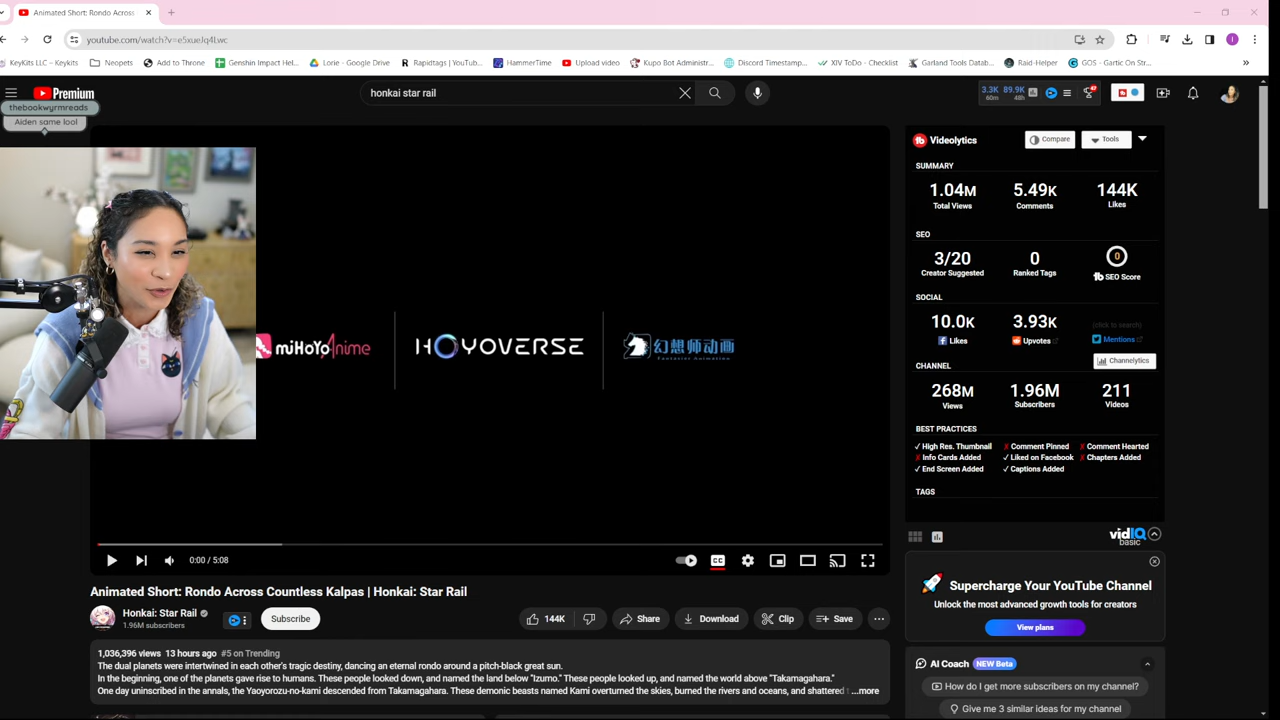 Animated Short: Rondo Across
youtube.com/watch?v=e5xueJq4Lwc
KeyKits LLC – Keykits
Neopets
Add to Throne
Genshin Impact Hel...
Lorie - Google Drive
Rapidtags | YouTub...
HammerTime
Upload video
Kupo Bot Administr...
Discord Timestamp...
XIV ToDo - Checklist
Garland Tools Datab...
Raid-Helper
GOS - Gartic On Str...
Premium
honkai star rail
3.3K 89.9K
60m 48h
thebookwyrmreads
Aiden same lool
miHoYoAnime
HOYOVERSE
幻想师动画
Fantasier Animation
0:00 / 5:08
CC
Animated Short: Rondo Across Countless Kalpas | Honkai: Star Rail
Honkai: Star Rail
1.96M subscribers
Subscribe
144K
Share
Download
Clip
Save
1,036,396 views 13 hours ago #5 on Trending
The dual planets were intertwined in each other's tragic destiny, dancing an eternal rondo around a pitch-black great sun.
In the beginning, one of the planets gave rise to humans. These people looked down, and named the land below "Izumo." These people looked up, and named the world above "Takamagahara."
One day uninscribed in the annals, the Yaoyorozu-no-kami descended from Takamagahara. These demonic beasts named Kami overturned the skies, burned the rivers and oceans, and shattered t ...more
Videolytics
Compare
Tools
SUMMARY
1.04M 5.49K 144K
Total Views Comments Likes
SEO
3/20 0 0
Creator Suggested Ranked Tags tb SEO Score
SOCIAL
10.0K 3.93K (click to search)
Likes Upvotes Mentions
CHANNEL
Channelytics
268M 1.96M 211
Views Subscribers Videos
BEST PRACTICES
✓ High Res. Thumbnail ✗ Comment Pinned ✗ Comment Hearted
✗ Info Cards Added ✓ Liked on Facebook ✗ Chapters Added
✓ End Screen Added ✓ Captions Added
TAGS
vidIQ
basic
Supercharge Your YouTube Channel
Unlock the most advanced growth tools for creators
View plans
AI Coach NEW Beta
How do I get more subscribers on my channel?
Give me 3 similar ideas for my channel